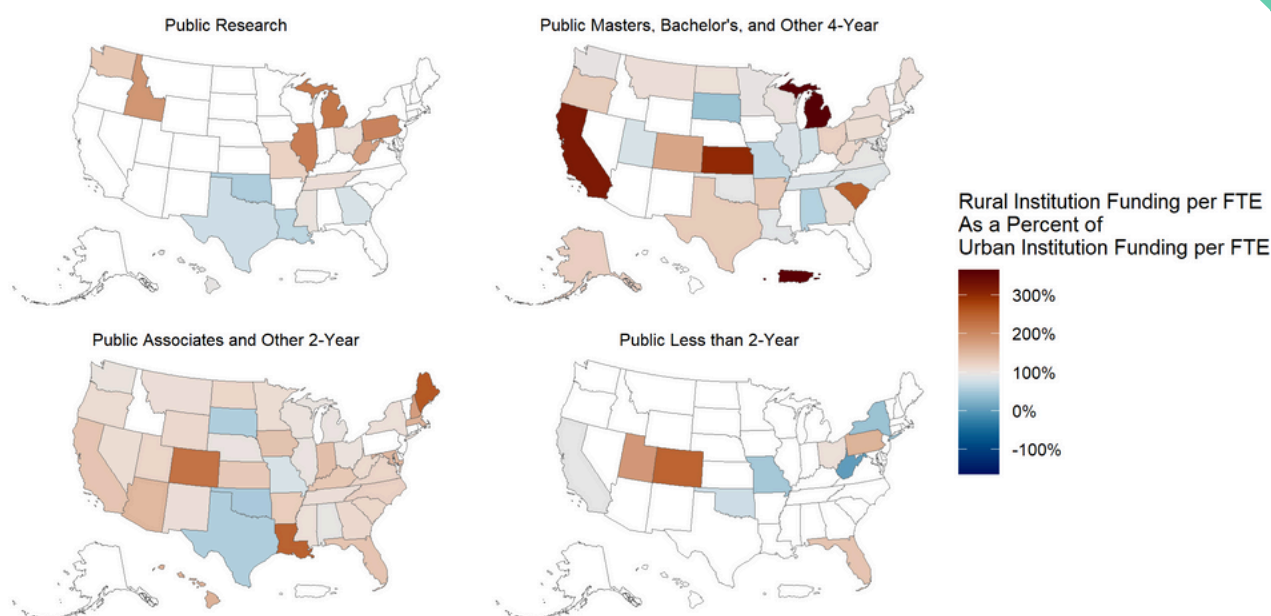 Public Research
Public Masters, Bachelor's, and Other 4-Year
Rural Institution Funding per FTE
As a Percent of
Urban Institution Funding per FTE
300%
200%
100%
0%
-100%
Public Associates and Other 2-Year
Public Less than 2-Year